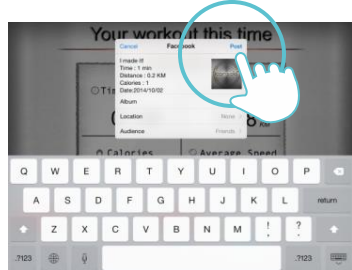 Your workout this time
Cancel Facebook Post
I made it!
Time : 1 min
Distance : 0.2 KM
Calories : 1
Date:2014/10/02
Album
Location None >
Audience Friends >
Calories Average Speed
Q W E R T Y U I O P
A S D F G H J K L return
Z X C V B N M ! , ? .
.?123 .?123